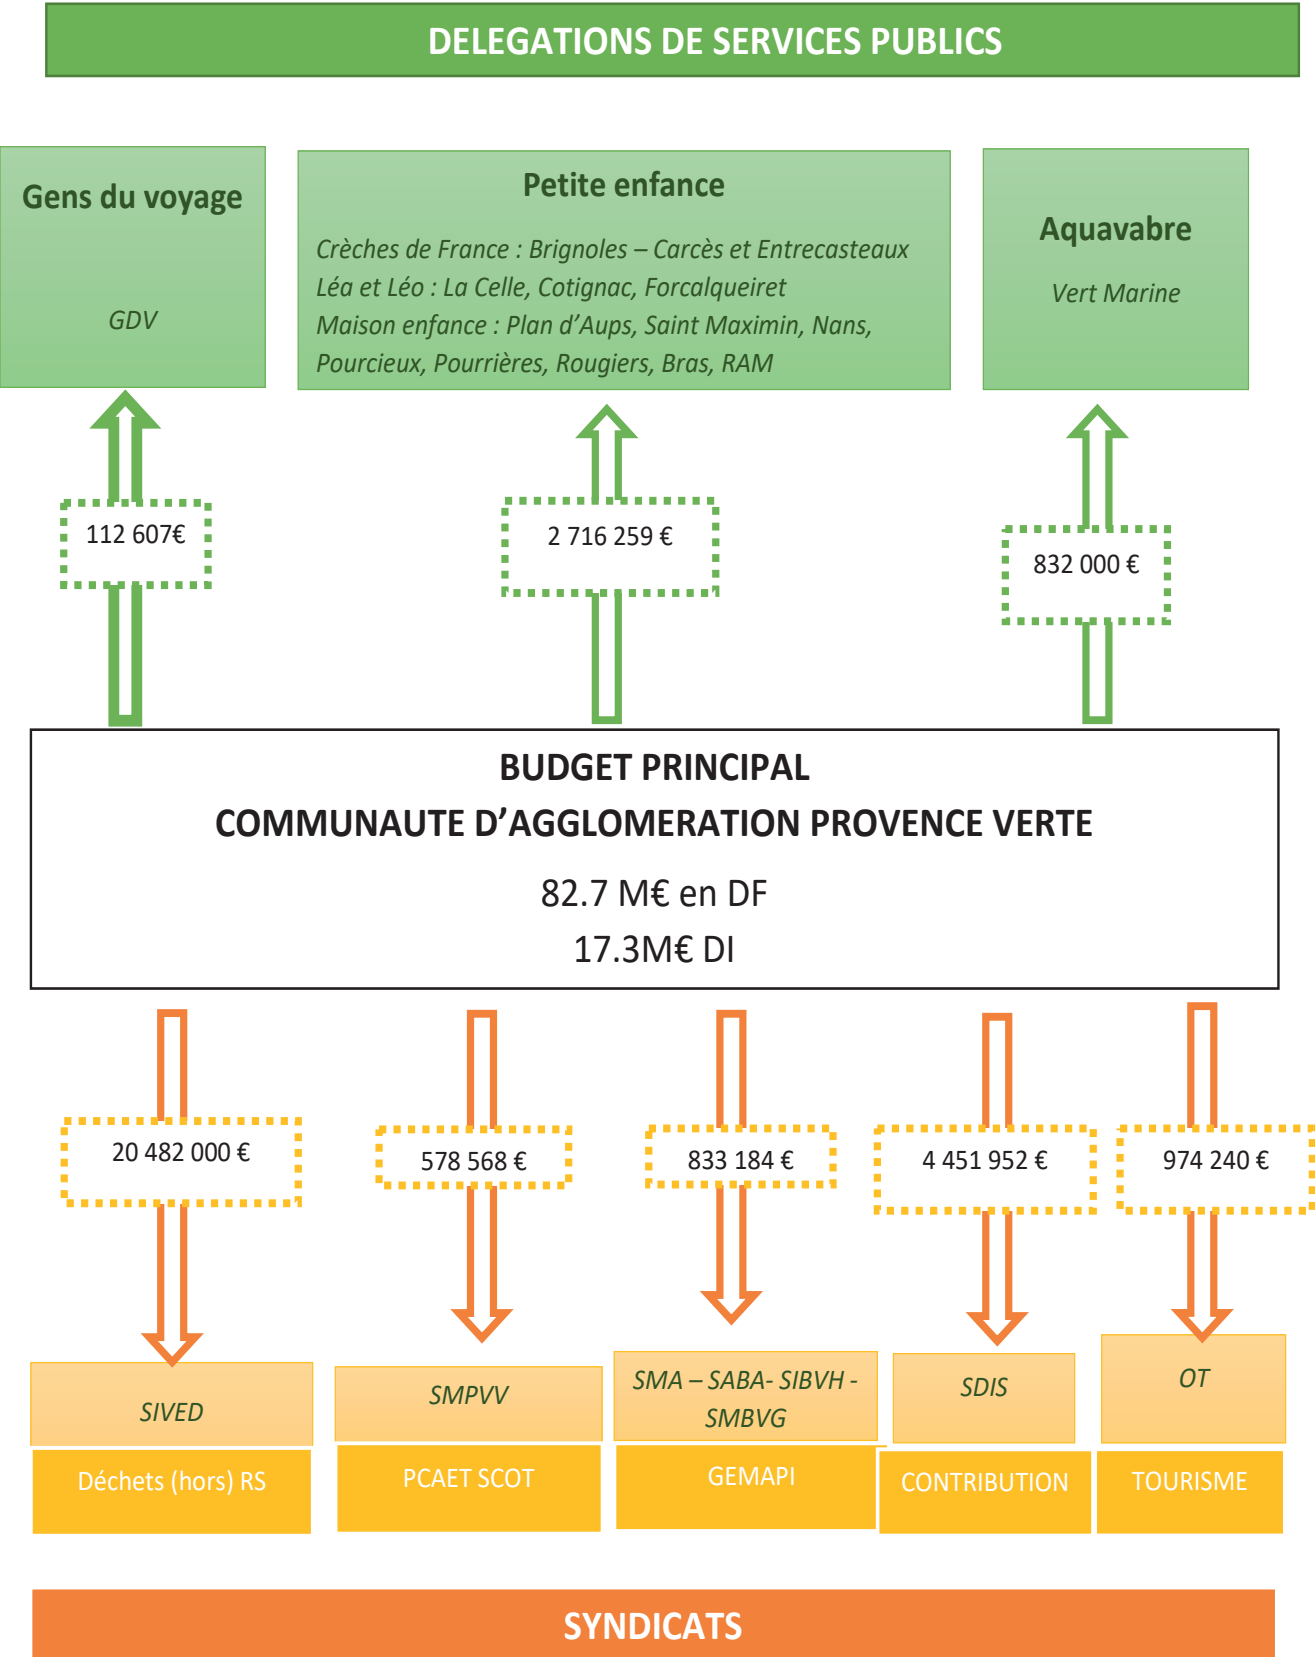 DELEGATIONS DE SERVICES PUBLICS
Gens du voyage
GDV
Petite enfance
Crèches de France : Brignoles – Carcès et Entrecasteaux
Léa et Léo : La Celle, Cotignac, Forcalqueiret
Maison enfance : Plan d’Aups, Saint Maximin, Nans,
Pourcieux, Pourrières, Rougiers, Bras, RAM
Aquavabre
Vert Marine
112 607€
2 716 259 €
832 000 €
BUDGET PRINCIPAL
COMMUNAUTE D’AGGLOMERATION PROVENCE VERTE
82.7 M€ en DF
17.3M€ DI
20 482 000 €
578 568 €
833 184 €
4 451 952 €
974 240 €
SIVED
Déchets (hors) RS
SMPVV
PCAET SCOT
SMA – SABA- SIBVH -
SMBVG
GEMAPI
SDIS
CONTRIBUTION
OT
TOURISME
SYNDICATS